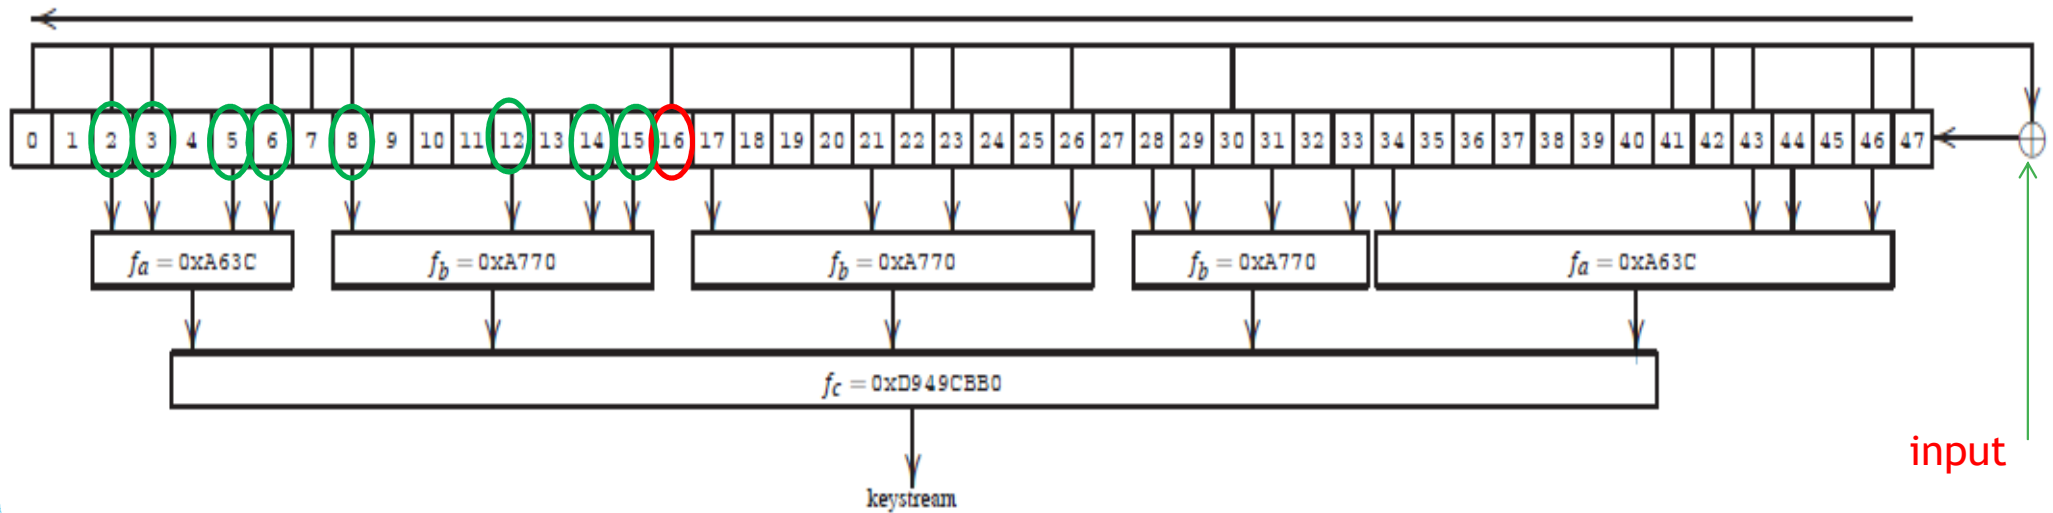 0 1 2 3 4 5 6 7 8 9 10 11 12 13 14 15 16 17 18 19 20 21 22 23 24 25 26 27 28 29 30 31 32 33 34 35 36 37 38 39 40 41 42 43 44 45 46 47
fa = 0xA63C fb = 0xA770 fb = 0xA770 fb = 0xA770 fa = 0xA63C
fc = 0xD949CBB0
input
keystream